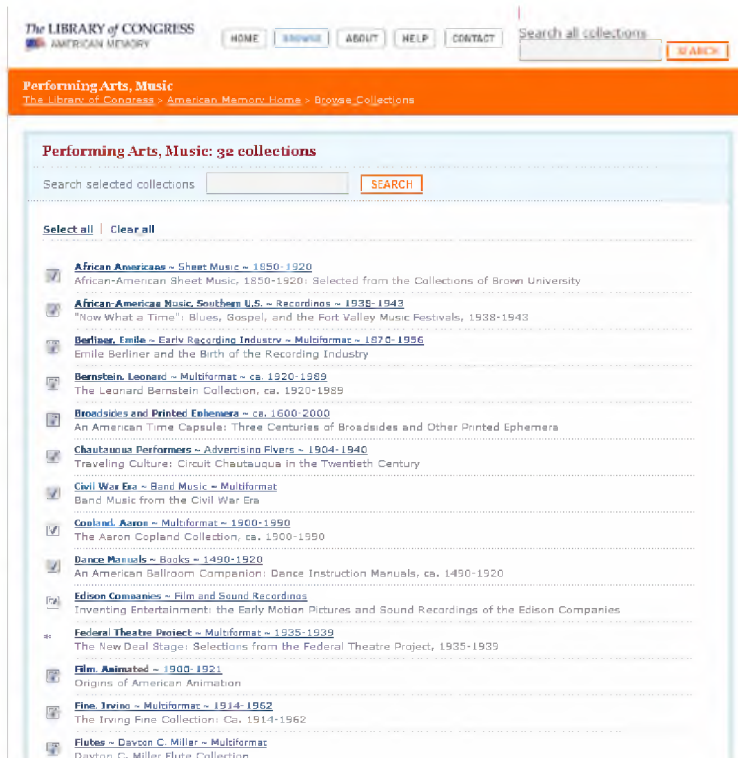 The LIBRARY of CONGRESS
AMERICAN MEMORY
HOME BROWSE ABOUT HELP CONTACT
Search all collections
SEARCH
Performing Arts, Music
The Library of Congress > American Memory Home > Browse Collections
Performing Arts, Music: 32 collections
Search selected collections SEARCH
Select all | Clear all
African Americans ~ Sheet Music ~ 1850-1920
African-American Sheet Music, 1850-1920: Selected from the Collections of Brown University
African-American Music, Southern U.S. ~ Recordings ~ 1938-1943
"Now What a Time": Blues, Gospel, and the Fort Valley Music Festivals, 1938-1943
Berliner, Emile ~ Early Recording Industry ~ Multiformat ~ 1870-1956
Emile Berliner and the Birth of the Recording Industry
Bernstein, Leonard ~ Multiformat ~ ca. 1920-1989
The Leonard Bernstein Collection, ca. 1920-1989
Broadsides and Printed Ephemera ~ ca. 1600-2000
An American Time Capsule: Three Centuries of Broadsides and Other Printed Ephemera
Chautauqua Performers ~ Advertising Flyers ~ 1904-1940
Traveling Culture: Circuit Chautauqua in the Twentieth Century
Civil War Era ~ Band Music ~ Multiformat
Band Music from the Civil War Era
Copland, Aaron ~ Multiformat ~ 1900-1990
The Aaron Copland Collection, ca. 1900-1990
Dance Manuals ~ Books ~ 1490-1920
An American Ballroom Companion: Dance Instruction Manuals, ca. 1490-1920
Edison Companies ~ Film and Sound Recordings
Inventing Entertainment: the Early Motion Pictures and Sound Recordings of the Edison Companies
Federal Theatre Project ~ Multiformat ~ 1935-1939
The New Deal Stage: Selections from the Federal Theatre Project, 1935-1939
Film, Animated ~ 1900-1921
Origins of American Animation
Fine, Irving ~ Multiformat ~ 1914-1962
The Irving Fine Collection: Ca. 1914-1962
Flutes ~ Dayton C. Miller ~ Multiformat
Dayton C. Miller Flute Collection